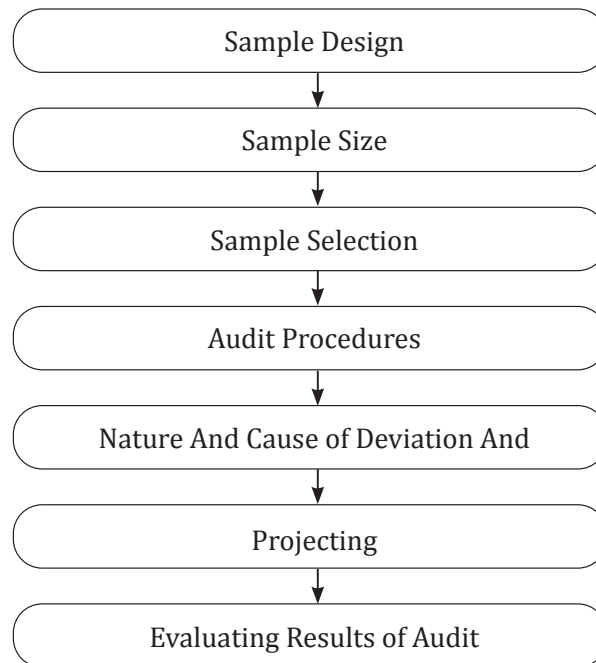 Sample Design
Sample Size
Sample Selection
Audit Procedures
Nature And Cause of Deviation And
Projecting
Evaluating Results of Audit